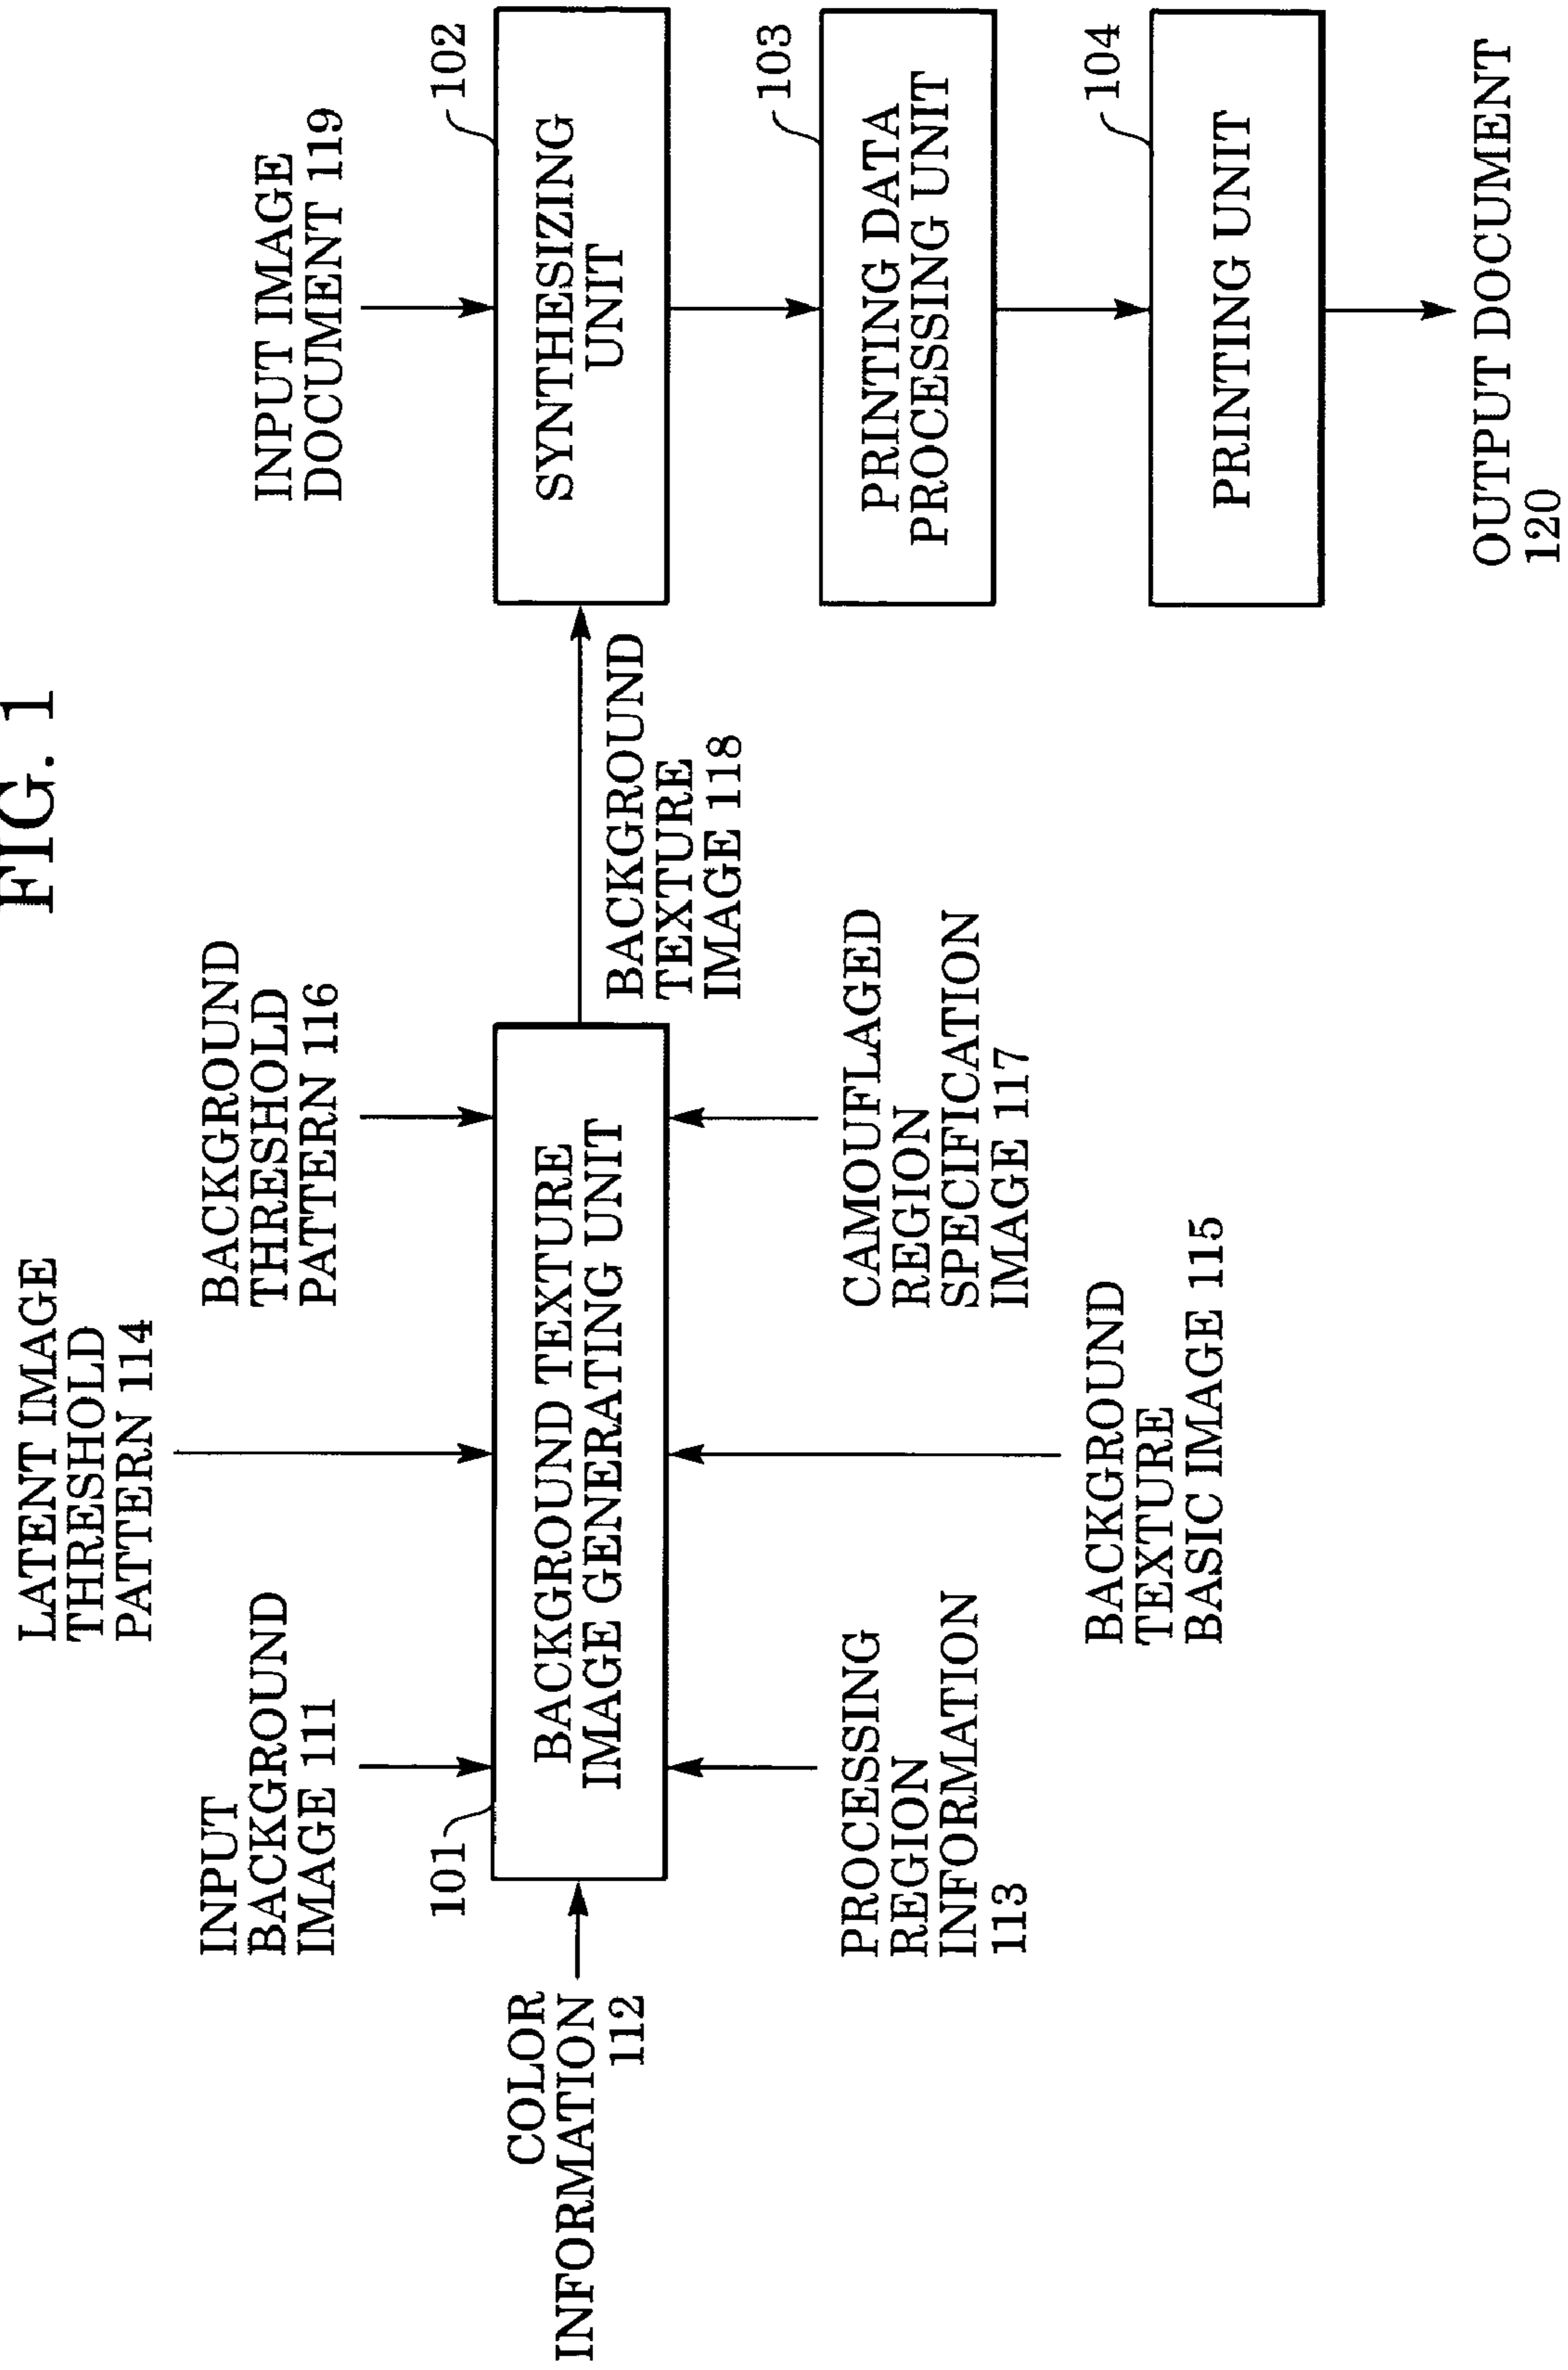 FIG. 1
LATENT IMAGE
THRESHOLD
PATTERN 114
INPUT
BACKGROUND
IMAGE 111
BACKGROUND
THRESHOLD
PATTERN 116
INPUT IMAGE
DOCUMENT 119
101
102
COLOR
INFORMATION
112
BACKGROUND TEXTURE
IMAGE GENERATING UNIT
BACKGROUND
TEXTURE
IMAGE 118
SYNTHESIZING
UNIT
103
PROCESSING
REGION
INFORMATION
113
CAMOUFLAGED
REGION
SPECIFICATION
IMAGE 117
PRINTING DATA
PROCESSING UNIT
BACKGROUND
TEXTURE
BASIC IMAGE 115
104
PRINTING UNIT
OUTPUT DOCUMENT
120